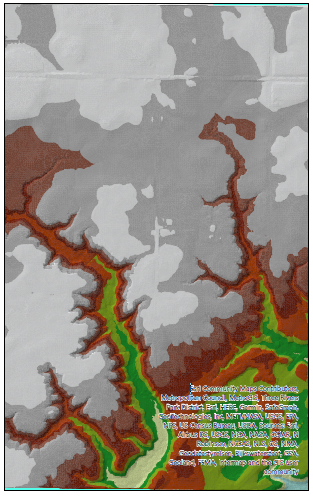 Esri Community Maps Contributors,
Metropolitan Council, MetroGIS, Three Rivers
Park District, Esri, HERE, Garmin, SafeGraph,
GeoTechnologies, Inc, METI/NASA, USGS, EPA,
NPS, US Census Bureau, USDA, Sources: Esri,
Airbus DS, USGS, NGA, NASA, CGIAR, N
Robinson, NCEAS, NLS, OS, NMA,
Geodatastyrelsen, Rijkswaterstaat, GSA,
Geoland, FEMA, Intermap and the GIS user
community